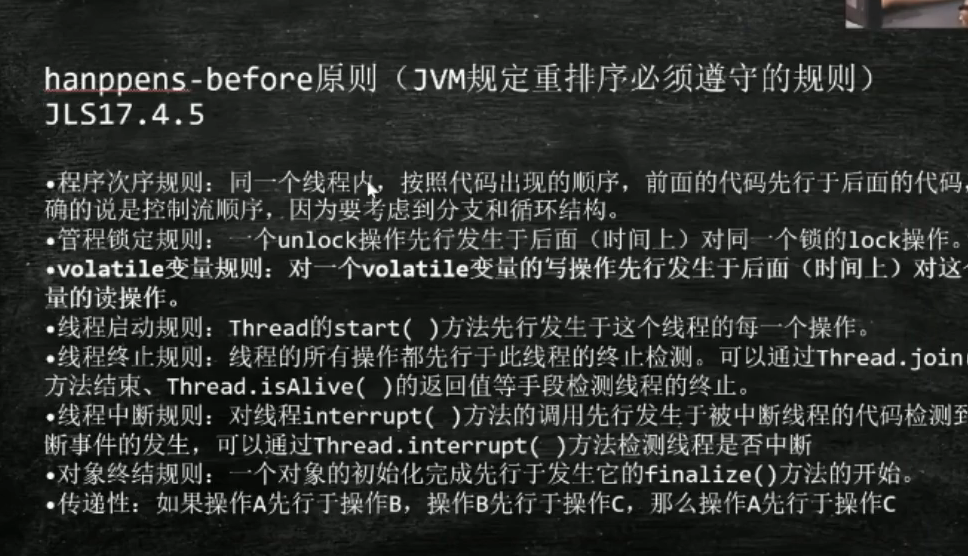 hanppens-before原则（JVM规定重排序必须遵守的规则）
JLS17.4.5
•程序次序规则：同一个线程内，按照代码出现的顺序，前面的代码先行于后面的代码，
确的说是控制流顺序，因为要考虑到分支和循环结构。
•管程锁定规则：一个unlock操作先行发生于后面（时间上）对同一个锁的lock操作。
•volatile变量规则：对一个volatile变量的写操作先行发生于后面（时间上）对这个
量的读操作。
•线程启动规则：Thread的start( )方法先行发生于这个线程的每一个操作。
•线程终止规则：线程的所有操作都先行于此线程的终止检测。可以通过Thread.join
方法结束、Thread.isAlive( )的返回值等手段检测线程的终止。
•线程中断规则：对线程interrupt( )方法的调用先行发生于被中断线程的代码检测到
断事件的发生，可以通过Thread.interrupt( )方法检测线程是否中断
•对象终结规则：一个对象的初始化完成先行于发生它的finalize()方法的开始。
•传递性：如果操作A先行于操作B，操作B先行于操作C，那么操作A先行于操作C